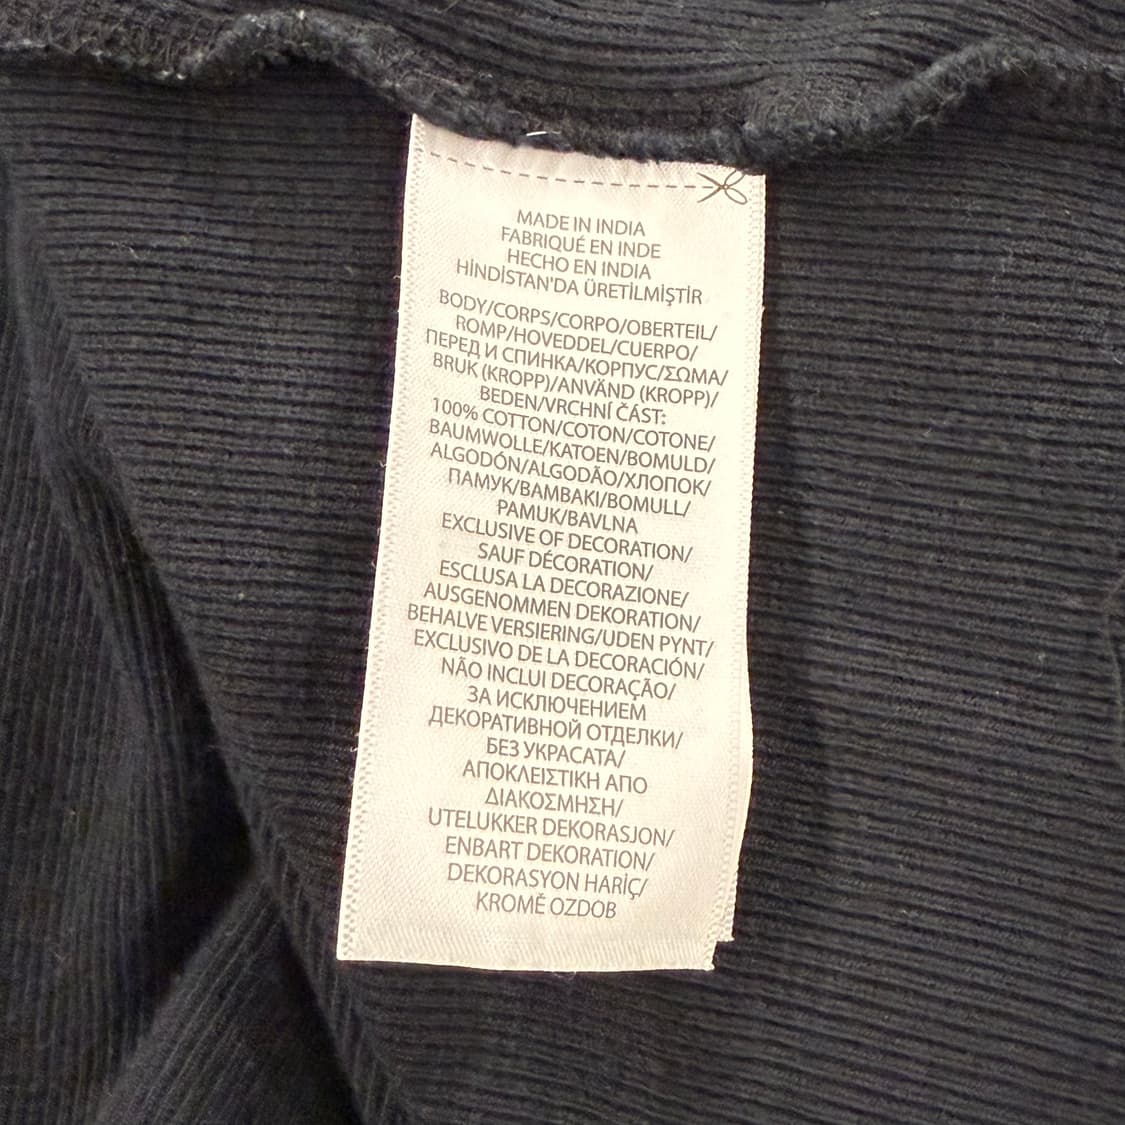 MADE IN INDIA
FABRIQUÉ EN INDE
HECHO EN INDIA
HİNDİSTAN'DA ÜRETİLMİŞTİR
BODY/CORPS/CORPO/OBERTEIL/
ROMP/HOVEDDEL/CUERPO/
ПЕРЕД И СПИНКА/КОРПУС/ΣΩΜΑ/
BRUK (KROPP)/ANVÄND (KROPP)/
BEDEN/VRCHNÍ ČÁST:
100% COTTON/COTON/COTONE/
BAUMWOLLE/KATOEN/BOMULD/
ALGODÓN/ALGODÃO/ХЛОПОК/
ПАМУК/BAMBAKI/BOMULL/
PAMUK/BAVLNA
EXCLUSIVE OF DECORATION/
SAUF DÉCORATION/
ESCLUSA LA DECORAZIONE/
AUSGENOMMEN DEKORATION/
BEHALVE VERSIERING/UDEN PYNT/
EXCLUSIVO DE LA DECORACIÓN/
NÃO INCLUI DECORAÇÃO/
ЗА ИСКЛЮЧЕНИЕМ
ДЕКОРАТИВНОЙ ОТДЕЛКИ/
БЕЗ УКРАСАТА/
ΑΠΟΚΛΕΙΣΤΙΚΗ ΑΠΟ
ΔΙΑΚΟΣΜΗΣΗ/
UTELUKKER DEKORASJON/
ENBART DEKORATION/
DEKORASYON HARİÇ/
KROMĚ OZDOB